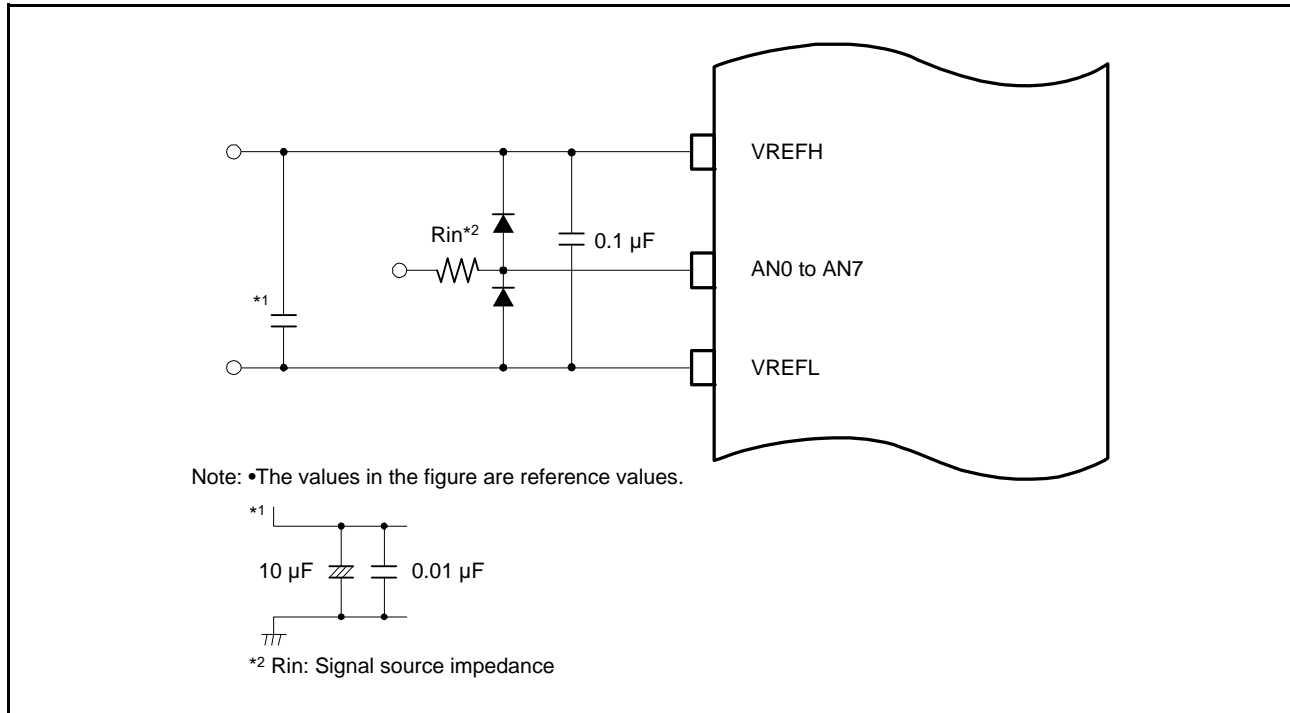 VREFH
Rin*2
0.1 µF
AN0 to AN7
*1
VREFL
Note: •The values in the figure are reference values.
*1
10 µF 0.01 µF
*2 Rin: Signal source impedance